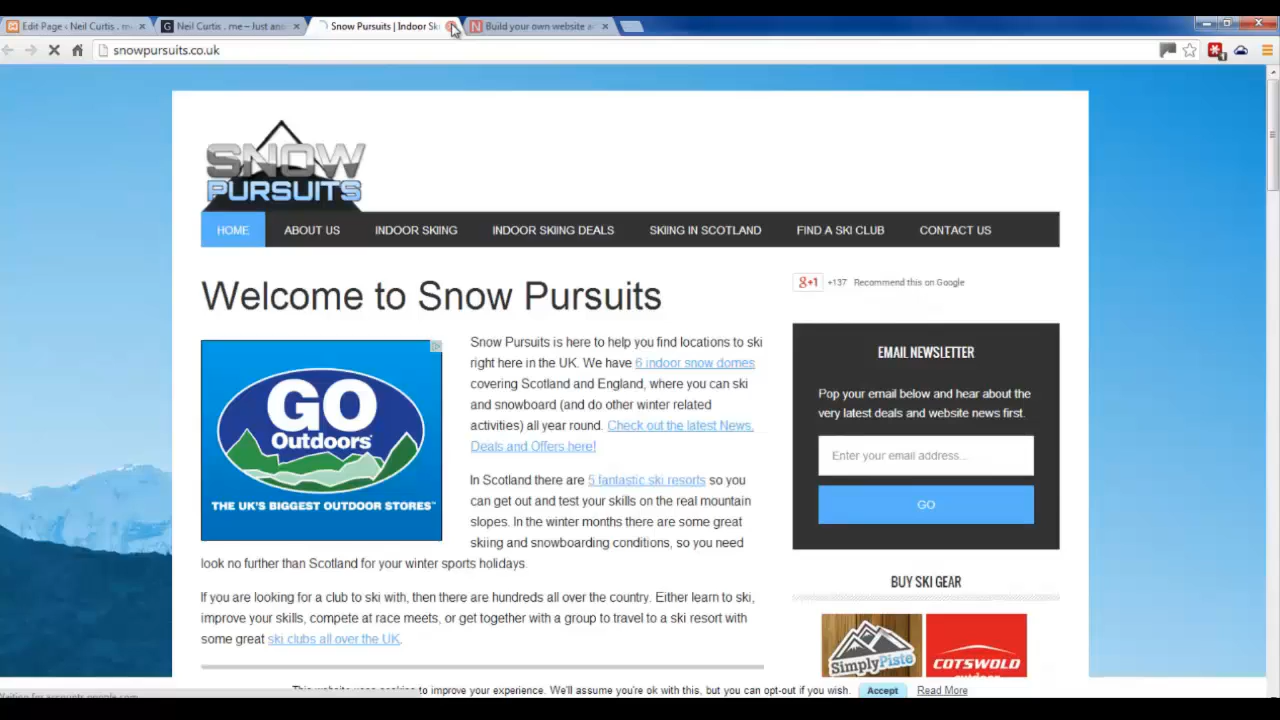 Edit Page ‹ Neil Curtis . m
Neil Curtis . me – Just an
Snow Pursuits | Indoor Ski
Build your own website a
snowpursuits.co.uk
SNOW
PURSUITS
HOME
ABOUT US
INDOOR SKIING
INDOOR SKIING DEALS
SKIING IN SCOTLAND
FIND A SKI CLUB
CONTACT US
Welcome to Snow Pursuits
g+1 +137 Recommend this on Google
GO
Outdoors
THE UK'S BIGGEST OUTDOOR STORES™
Snow Pursuits is here to help you find locations to ski
right here in the UK. We have 6 indoor snow domes
covering Scotland and England, where you can ski
and snowboard (and do other winter related
activities) all year round. Check out the latest News,
Deals and Offers here!
In Scotland there are 5 fantastic ski resorts so you
can get out and test your skills on the real mountain
slopes. In the winter months there are some great
skiing and snowboarding conditions, so you need
look no further than Scotland for your winter sports holidays.
If you are looking for a club to ski with, then there are hundreds all over the country. Either learn to ski,
improve your skills, compete at race meets, or get together with a group to travel to a ski resort with
some great ski clubs all over the UK.
EMAIL NEWSLETTER
Pop your email below and hear about the
very latest deals and website news first.
Enter your email address...
GO
BUY SKI GEAR
SIMPLYPISTE
COTSWOLD
outdoor
This website uses cookies to improve your experience. We'll assume you're ok with this, but you can opt-out if you wish. Accept Read More
Waiting for accounts.google.com